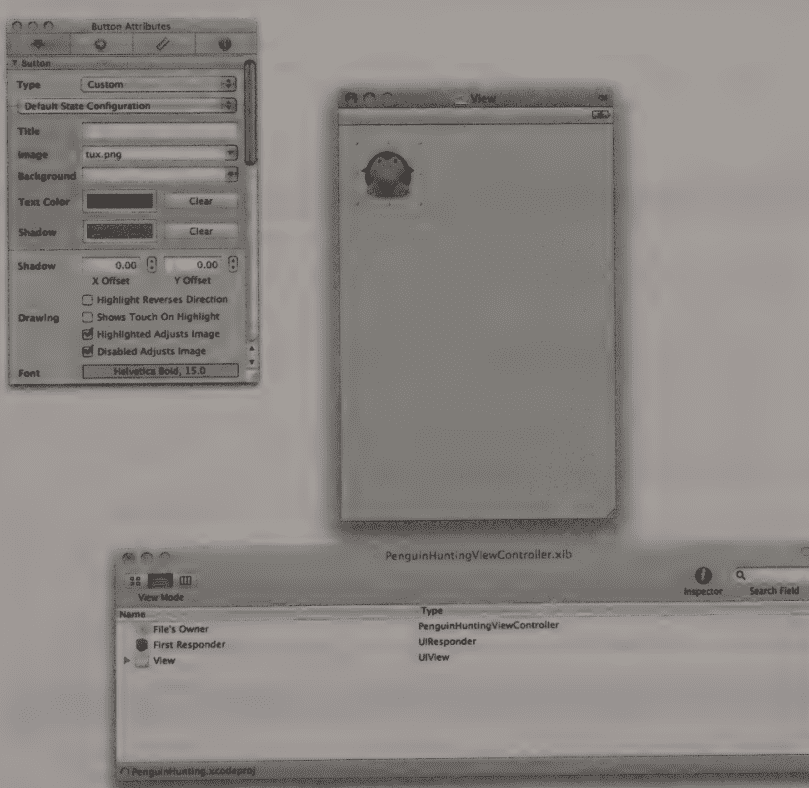 Button Attributes
Button
Type Custom
Default State Configuration
Title
Image tux.png
Background
Text Color Clear
Shadow Clear
Shadow 0.00 0.00
X Offset Y Offset
Highlight Reverses Direction
Drawing Shows Touch On Highlight
Highlighted Adjusts Image
Disabled Adjusts Image
Font Helvetica Bold, 15.0
View
PenguinHuntingViewController.xib
View Mode Inspector Search Field
Name Type
File's Owner PenguinHuntingViewController
First Responder UIResponder
View UIView
PenguinHunting.xcodeproj